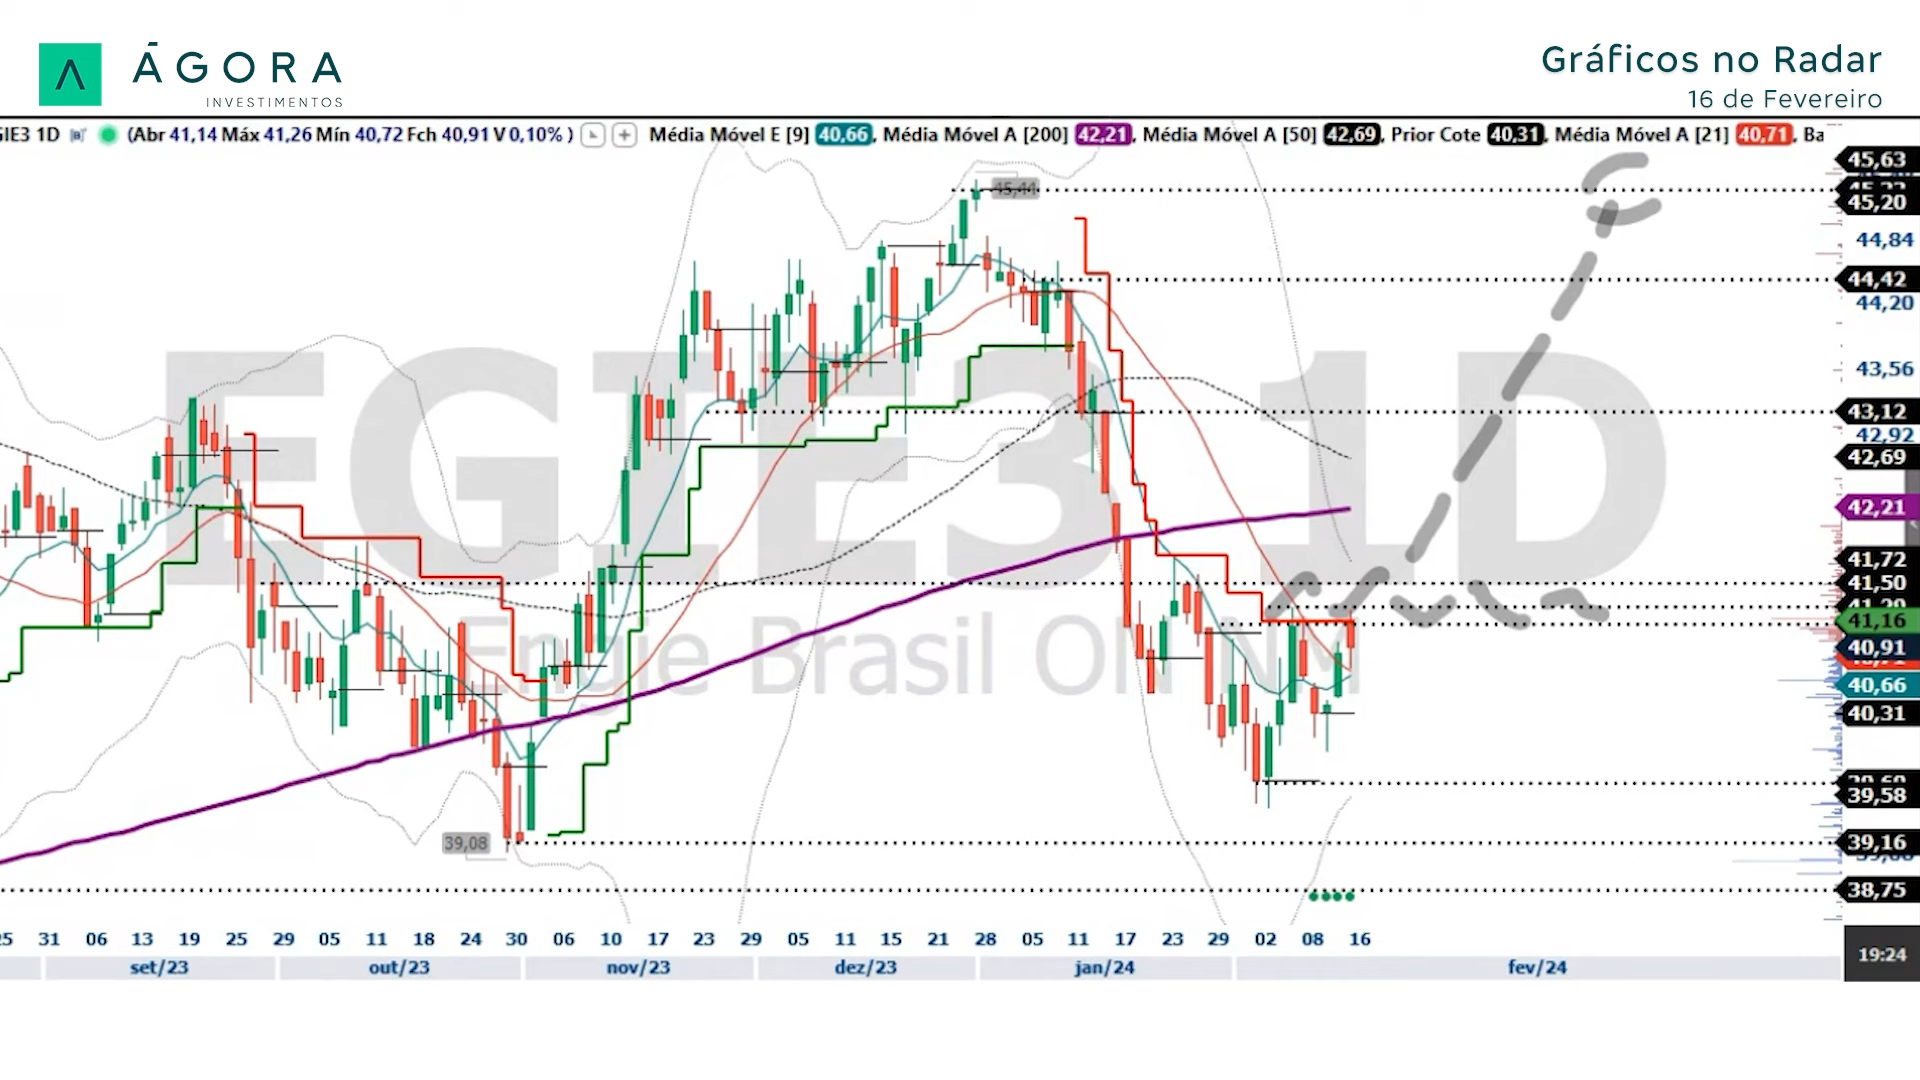 ÁGORA
INVESTIMENTOS
Gráficos no Radar
16 de Fevereiro
GIE3 1D (Abr 41,14 Máx 41,26 Mín 40,72 Fch 40,91 V 0,10% ) Média Móvel E [9] 40,66, Média Móvel A [200] 42,21, Média Móvel A [50] 42,69, Prior Cote 40,31, Média Móvel A [21] 40,71, Ba
EGIE3 1D
Engie Brasil ON NM
45,44
39,08
45,63
45,20
44,84
44,42
44,20
43,56
43,12
42,92
42,69
42,21
41,72
41,50
41,16
40,91
40,66
40,31
39,58
39,16
38,75
25 31 06 13 19 25 29 05 11 18 24 30 06 10 17 23 29 05 11 15 21 28 05 11 17 23 29 02 08 16
set/23 out/23 nov/23 dez/23 jan/24 fev/24
19:24